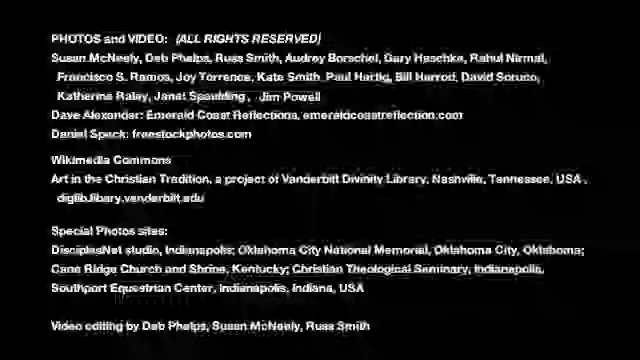 PHOTOS and VIDEO: (ALL RIGHTS RESERVED)
Susan McNeely, Deb Phelps, Russ Smith, Audrey Borschel, Gary Heschke, Rahul Nirmal,
Francisco S. Ramos, Joy Torrence, Kate Smith, Paul Hartig, Bill Harrod, David Soruco,
Katherine Raley, Janet Spaulding, Jim Powell
Dave Alexander: Emerald Coast Reflections, emeraldcoastreflection.com
Daniel Speck: freestockphotos.com
Wikimedia Commons
Art in the Christian Tradition, a project of Vanderbilt Divinity Library, Nashville, Tennessee, USA,
diglib.libary.vanderbilt.edu
Special Photos sites:
DisciplesNet studio, Indianapolis; Oklahoma City National Memorial, Oklahoma City, Oklahoma;
Cane Ridge Church and Shrine, Kentucky; Christian Theological Seminary, Indianapolis,
Southport Equestrian Center, Indianapolis, Indiana, USA
Video editing by Deb Phelps, Susan McNeely, Russ Smith